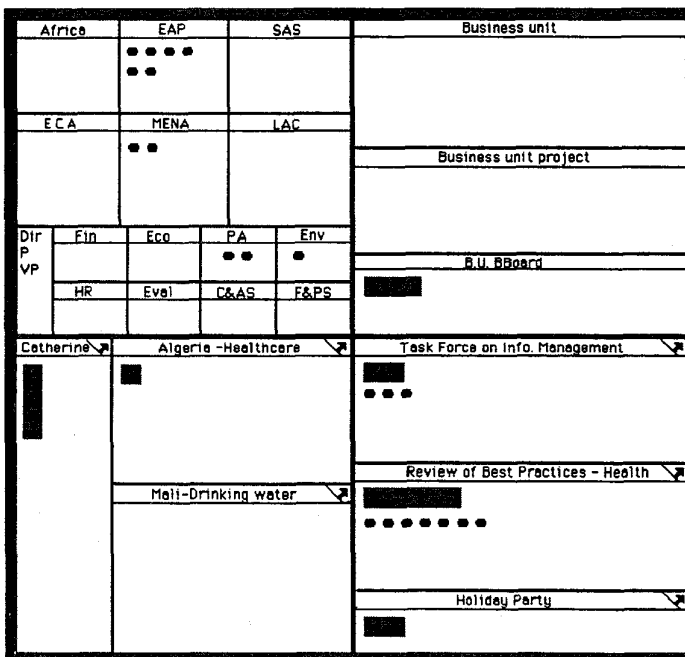 Africa EAP SAS
ECA MENA LAC
Dir P VP
Fin Eco PA Env
HR Eval C&AS F&PS
Catherine
Algeria -Healthcare
Mali-Drinking water
Business unit
Business unit project
B.U. BBoard
Task Force on Info. Management
Review of Best Practices - Health
Holiday Party